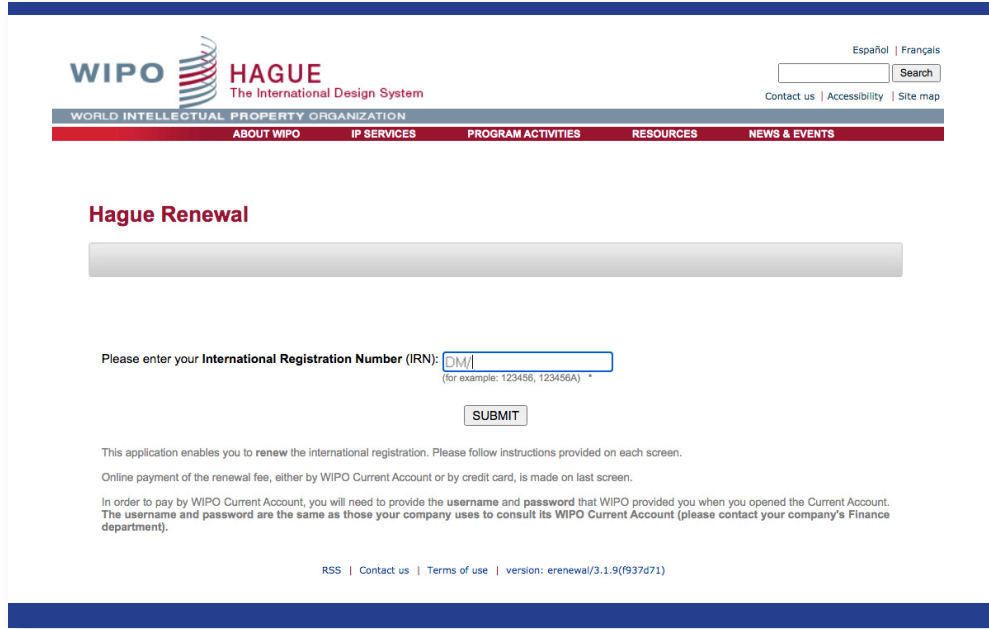 Español | Français
WIPO
HAGUE
The International Design System
Search
Contact us | Accessibility | Site map
WORLD INTELLECTUAL PROPERTY ORGANIZATION
ABOUT WIPO IP SERVICES PROGRAM ACTIVITIES RESOURCES NEWS & EVENTS
Hague Renewal
Please enter your International Registration Number (IRN): DM/
(for example: 123456, 123456A) *
SUBMIT
This application enables you to renew the international registration. Please follow instructions provided on each screen.
Online payment of the renewal fee, either by WIPO Current Account or by credit card, is made on last screen.
In order to pay by WIPO Current Account, you will need to provide the username and password that WIPO provided you when you opened the Current Account.
The username and password are the same as those your company uses to consult its WIPO Current Account (please contact your company's Finance
department).
RSS | Contact us | Terms of use | version: erenewal/3.1.9(f937d71)